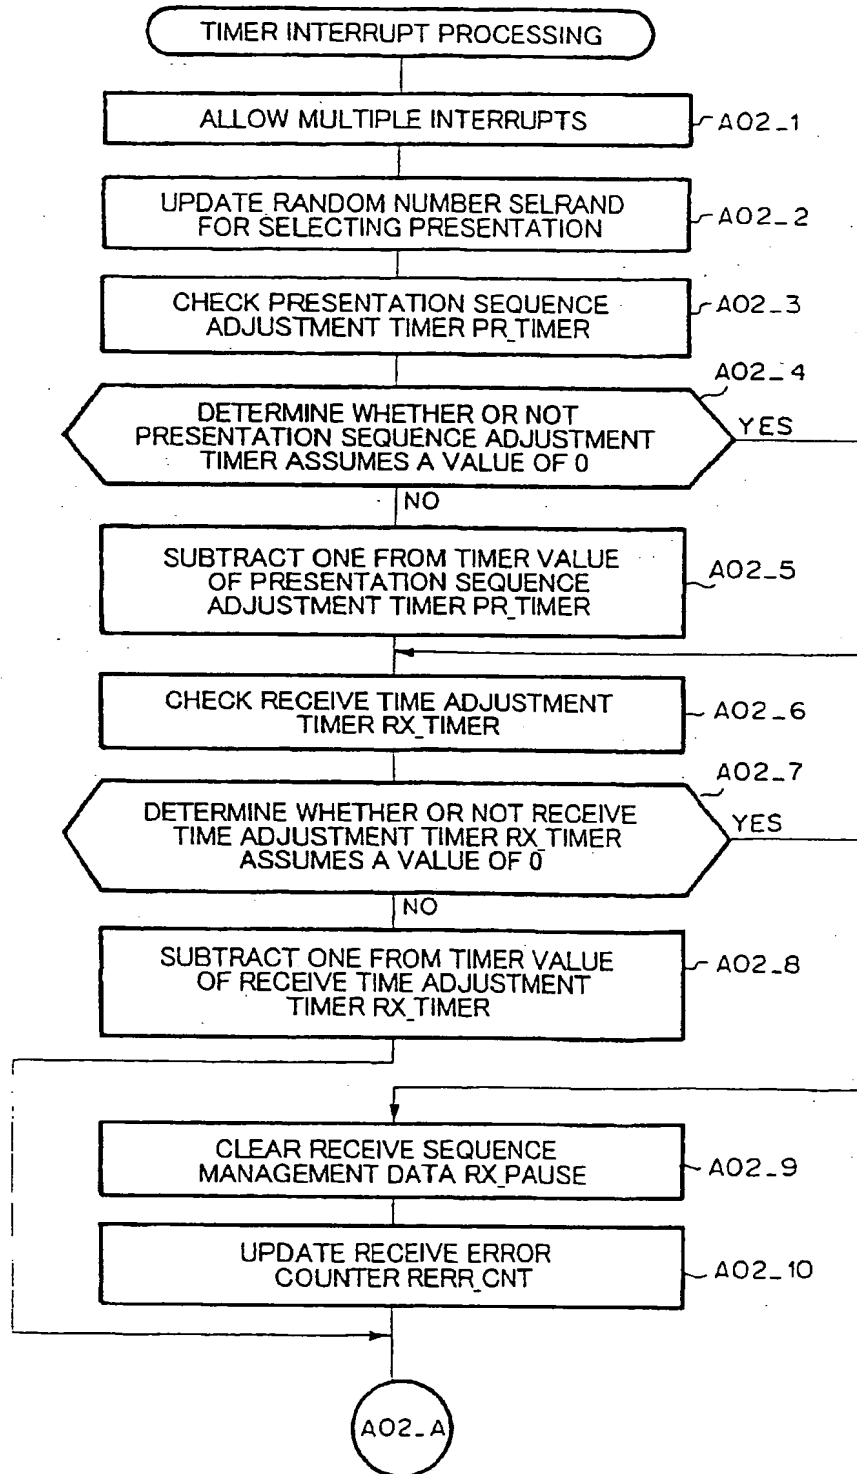 TIMER INTERRUPT PROCESSING
ALLOW MULTIPLE INTERRUPTS
A02_1
UPDATE RANDOM NUMBER SELRAND
FOR SELECTING PRESENTATION
A02_2
CHECK PRESENTATION SEQUENCE
ADJUSTMENT TIMER PR_TIMER
A02_3
A02_4
DETERMINE WHETHER OR NOT
PRESENTATION SEQUENCE ADJUSTMENT
TIMER ASSUMES A VALUE OF 0
YES
NO
SUBTRACT ONE FROM TIMER VALUE
OF PRESENTATION SEQUENCE
ADJUSTMENT TIMER PR_TIMER
A02_5
CHECK RECEIVE TIME ADJUSTMENT
TIMER RX_TIMER
A02_6
A02_7
DETERMINE WHETHER OR NOT RECEIVE
TIME ADJUSTMENT TIMER RX_TIMER
ASSUMES A VALUE OF 0
YES
NO
SUBTRACT ONE FROM TIMER VALUE
OF RECEIVE TIME ADJUSTMENT
TIMER RX_TIMER
A02_8
CLEAR RECEIVE SEQUENCE
MANAGEMENT DATA RX_PAUSE
A02_9
UPDATE RECEIVE ERROR
COUNTER RERR_CNT
A02_10
A02_A